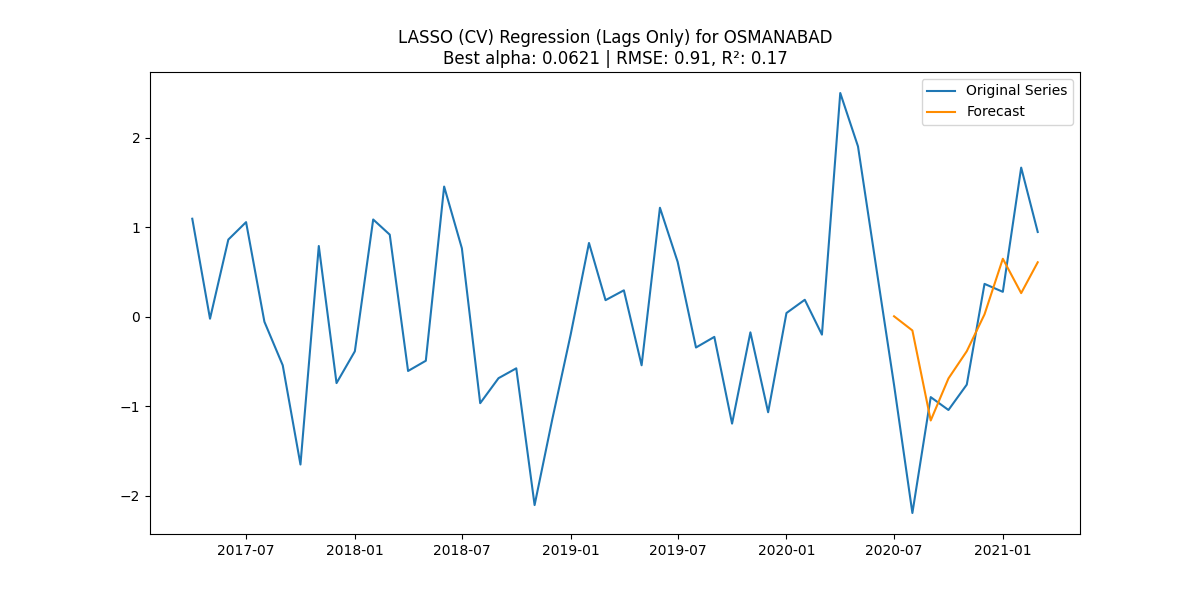 LASSO (CV) Regression (Lags Only) for OSMANABAD
Best alpha: 0.0621 | RMSE: 0.91, R²: 0.17
Original Series
Forecast
2
1
0
−1
−2
2017-07 2018-01 2018-07 2019-01 2019-07 2020-01 2020-07 2021-01